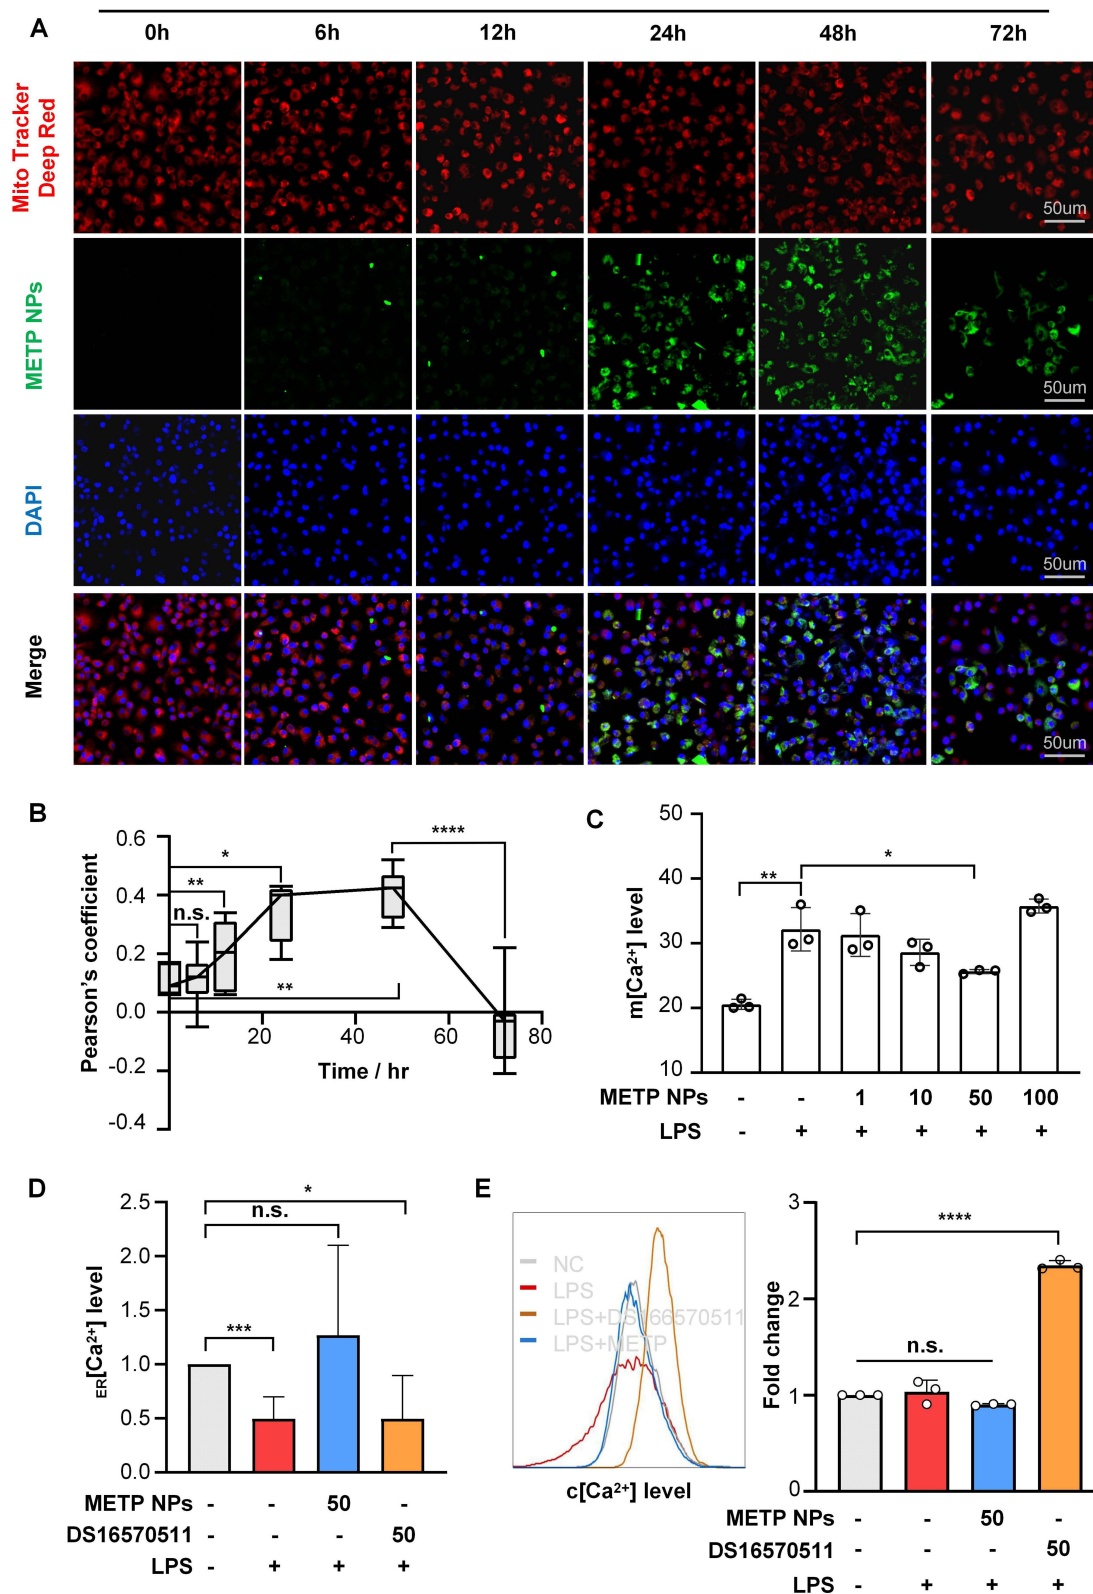 A
0h 6h 12h 24h 48h 72h
Mito Tracker
Deep Red
50um
METP NPs
50um
DAPI
50um
Merge
50um
B
Pearson's coefficient
0.6
0.4
0.2
0.0
-0.2
-0.4
****
*
**
n.s.
**
20 40 60 80
Time / hr
C
m[Ca²⁺] level
50
40
30
20
10
**
*
METP NPs - - 1 10 50 100
LPS - + + + + +
D
ER[Ca²⁺] level
2.5
2.0
1.5
1.0
0.5
0.0
*
n.s.
***
METP NPs - - 50 -
DS16570511 - - - 50
LPS - + + +
E
NC
LPS
LPS+DS166570511
LPS+METP
c[Ca²⁺] level
Fold change
3
2
1
0
****
n.s.
METP NPs - - 50 -
DS16570511 - - - 50
LPS - + + +